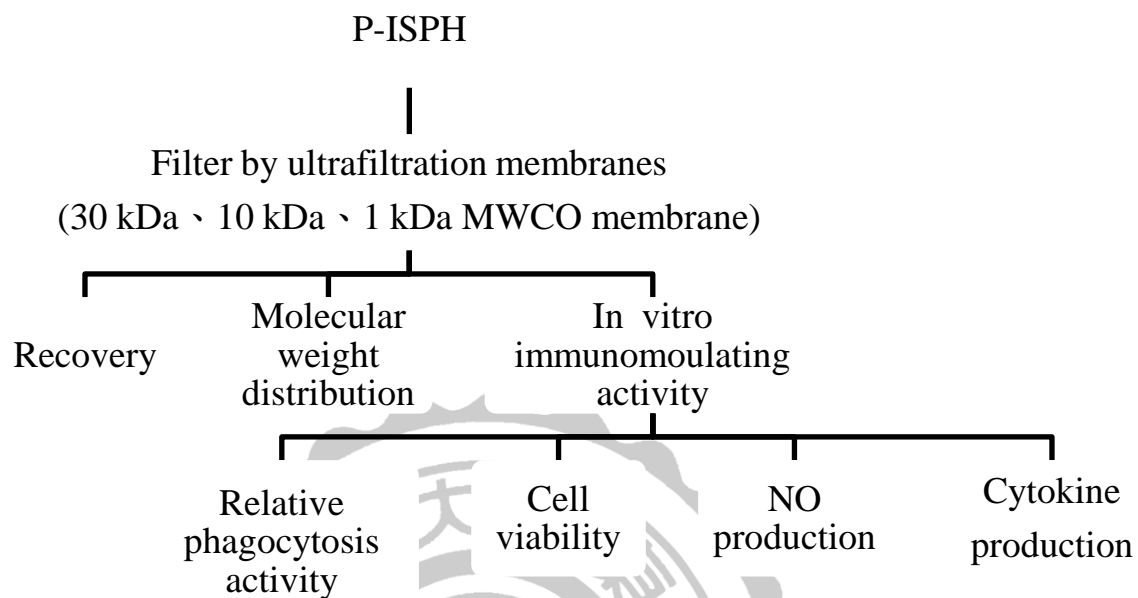 P-ISPH
Filter by ultrafiltration membranes
(30 kDa、10 kDa、1 kDa MWCO membrane)
Recovery
Molecular
weight
distribution
In vitro
immunomoulating
activity
Relative
phagocytosis
activity
Cell
viability
NO
production
Cytokine
production